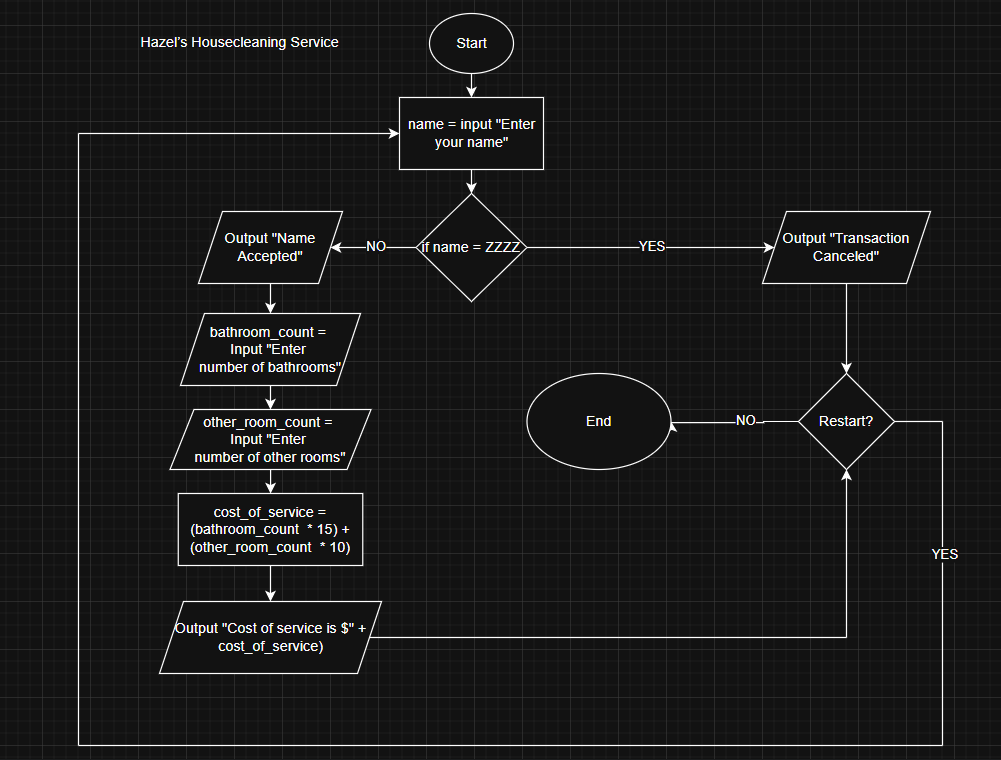 Hazel's Housecleaning Service
Start
name = input "Enter
your name"
if name = ZZZZ
NO
YES
Output "Name
Accepted"
Output "Transaction
Canceled"
bathroom_count =
Input "Enter
number of bathrooms"
other_room_count =
Input "Enter
number of other rooms"
End
NO
Restart?
cost_of_service =
(bathroom_count * 15) +
(other_room_count * 10)
YES
Output "Cost of service is $" +
cost_of_service)